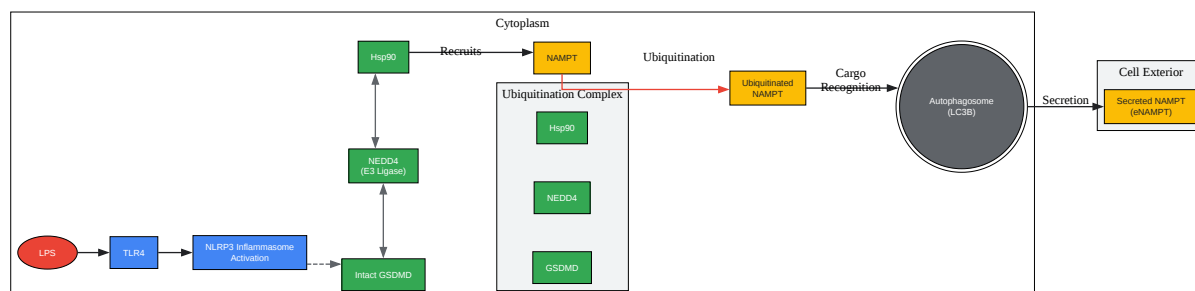 Cytoplasm
Hsp90
Recruits
NAMPT
Ubiquitination
Ubiquitinated
NAMPT
Cargo
Recognition
Autophagosome
(LC3B)
Secretion
Cell Exterior
Secreted NAMPT
(eNAMPT)
Ubiquitination Complex
Hsp90
NEDD4
GSDMD
NEDD4
(E3 Ligase)
LPS
TLR4
NLRP3 Inflammasome
Activation
Intact GSDMD